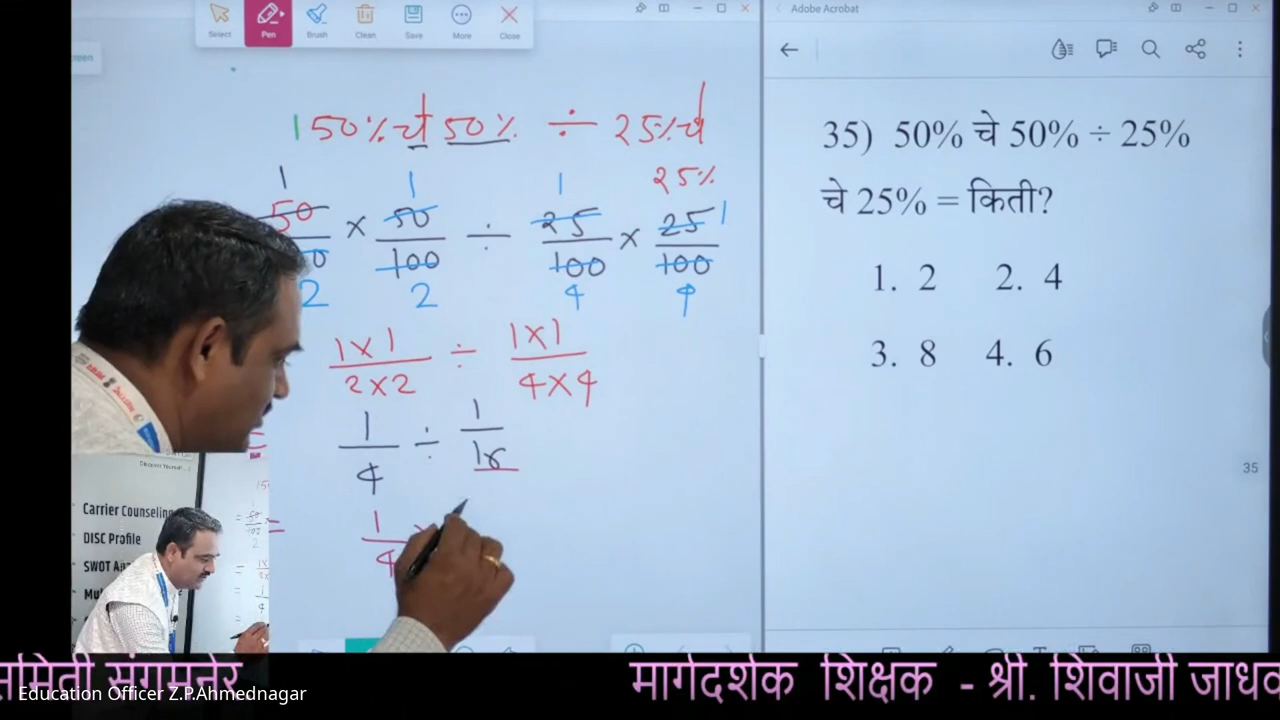 Select Pen Brush Clean Save More Close
Adobe Acrobat
150% चे 50% ÷ 25% चे
25%
1 1 1
50 × 50 ÷ 25 × 25 1
100 100 100
2 2 4 4
1×1 ÷ 1×1
2×2 4×4
= 1 ÷ 1
4 16
= 1 ×
4
35) 50% चे 50% ÷ 25%
चे 25% = किती?
1. 2 2. 4
3. 8 4. 6
35
Carrier Counseling
DISC Profile
SWOT
मार्गदर्शक शिक्षक - श्री. शिवाजी जाधव
Education Officer Z.P.Ahmednagar